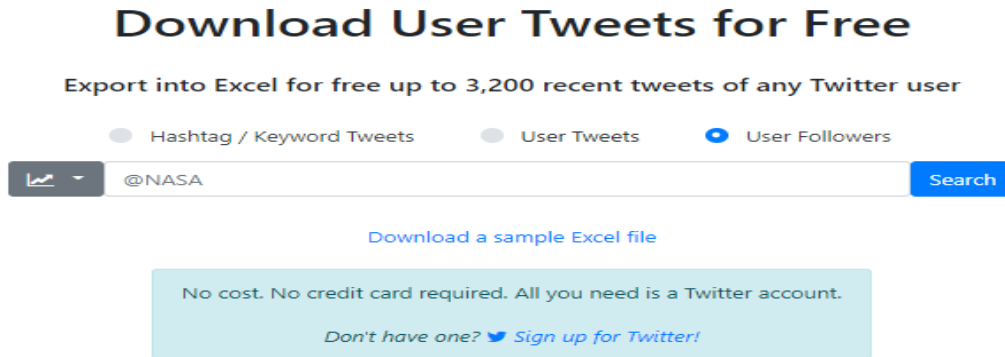 Download User Tweets for Free
Export into Excel for free up to 3,200 recent tweets of any Twitter user
Hashtag / Keyword Tweets User Tweets User Followers
@NASA Search
Download a sample Excel file
No cost. No credit card required. All you need is a Twitter account.
Don't have one? Sign up for Twitter!